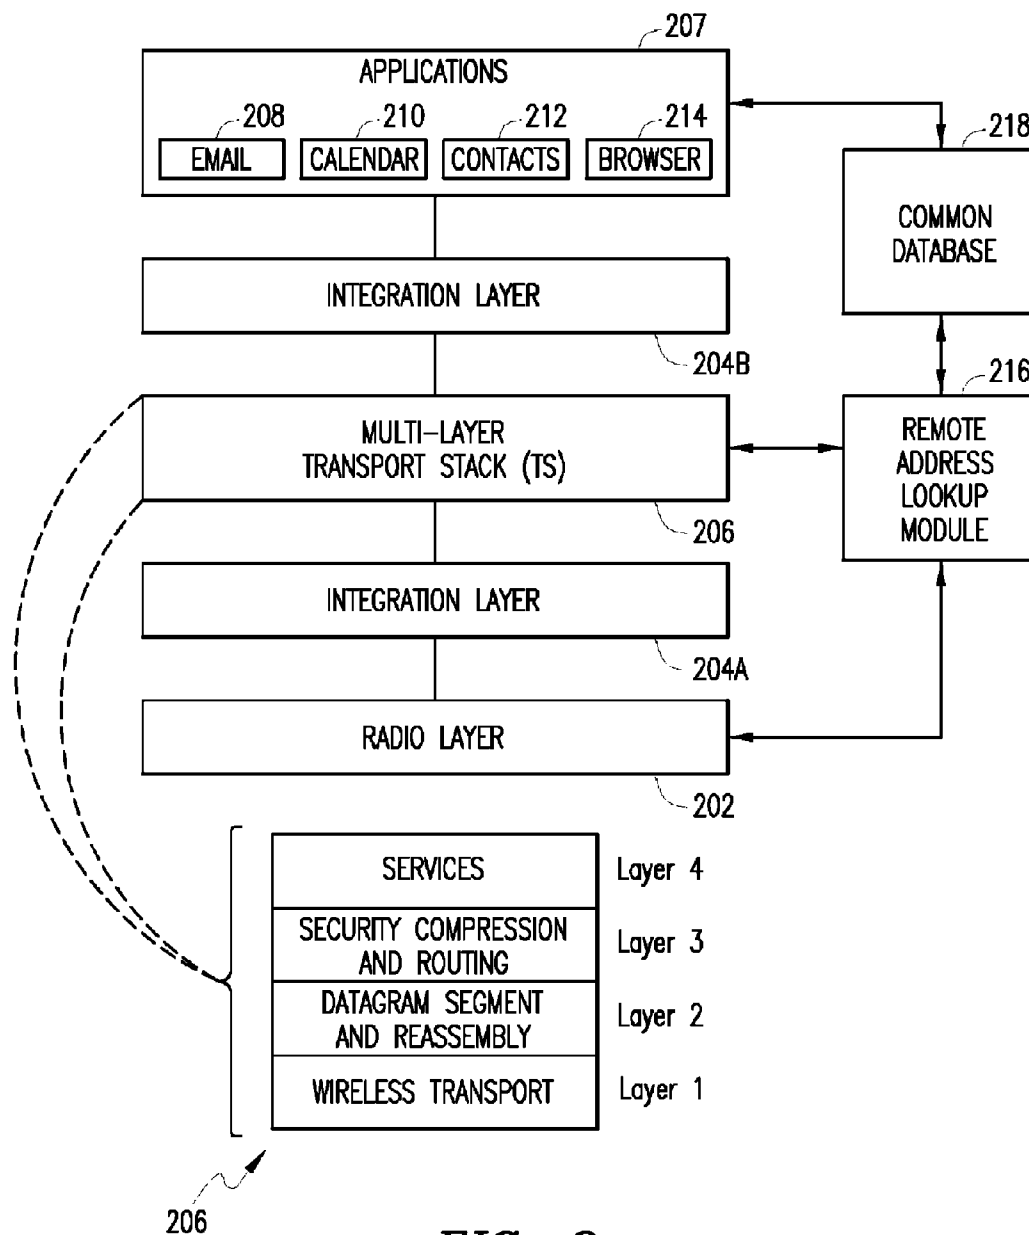 207
APPLICATIONS
208 210 212 214
EMAIL CALENDAR CONTACTS BROWSER
218
COMMON
DATABASE
INTEGRATION LAYER
204B
216
MULTI-LAYER
TRANSPORT STACK (TS)
206
REMOTE
ADDRESS
LOOKUP
MODULE
INTEGRATION LAYER
204A
RADIO LAYER
202
SERVICES Layer 4
SECURITY COMPRESSION
AND ROUTING Layer 3
DATAGRAM SEGMENT
AND REASSEMBLY Layer 2
WIRELESS TRANSPORT Layer 1
206